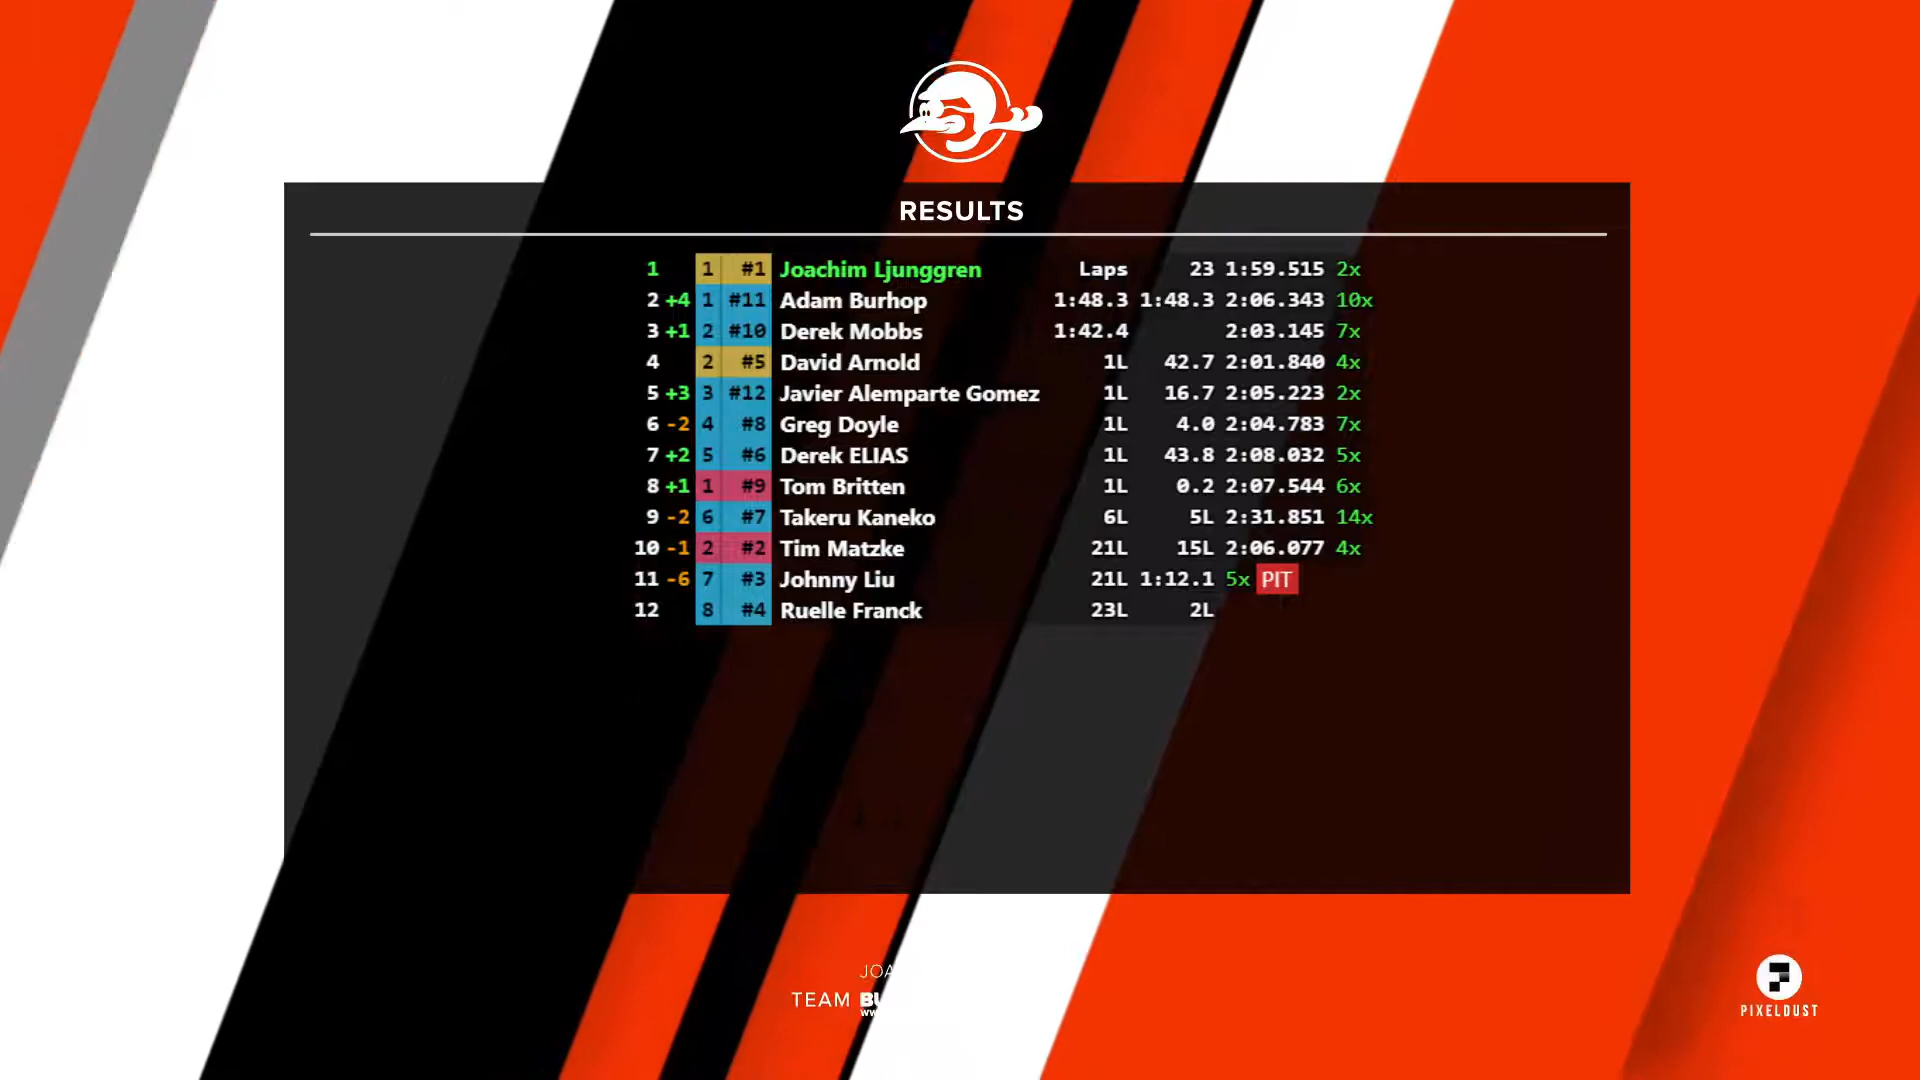 RESULTS
1 1 #1 Joachim Ljunggren Laps 23 1:59.515 2x
2 +4 1 #11 Adam Burhop 1:48.3 1:48.3 2:06.343 10x
3 +1 2 #10 Derek Mobbs 1:42.4 2:03.145 7x
4 2 #5 David Arnold 1L 42.7 2:01.840 4x
5 +3 3 #12 Javier Alemparte Gomez 1L 16.7 2:05.223 2x
6 -2 4 #8 Greg Doyle 1L 4.0 2:04.783 7x
7 +2 5 #6 Derek ELIAS 1L 43.8 2:08.032 5x
8 +1 1 #9 Tom Britten 1L 0.2 2:07.544 6x
9 -2 6 #7 Takeru Kaneko 6L 5L 2:31.851 14x
10 -1 2 #2 Tim Matzke 21L 15L 2:06.077 4x
11 -6 7 #3 Johnny Liu 21L 1:12.1 5x PIT
12 8 #4 Ruelle Franck 23L 2L
JOA
TEAM BU
PIXELDUST